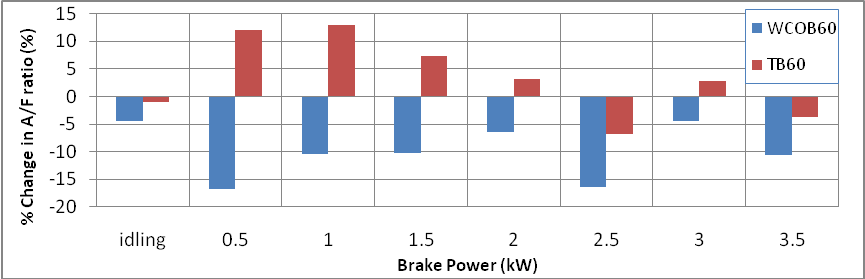 % Change in A/F ratio (%)
15
10
5
0
-5
-10
-15
-20
WCOB60
TB60
idling 0.5 1 1.5 2 2.5 3 3.5
Brake Power (kW)